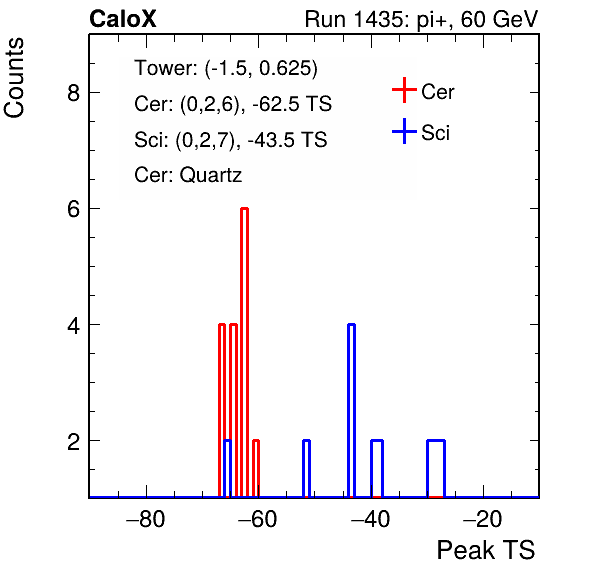 CaloX Run 1435: pi+, 60 GeV
Counts
Tower: (-1.5, 0.625)
Cer: (0,2,6), -62.5 TS
Sci: (0,2,7), -43.5 TS
Cer: Quartz
Cer
Sci
8
6
4
2
−80 −60 −40 −20
Peak TS